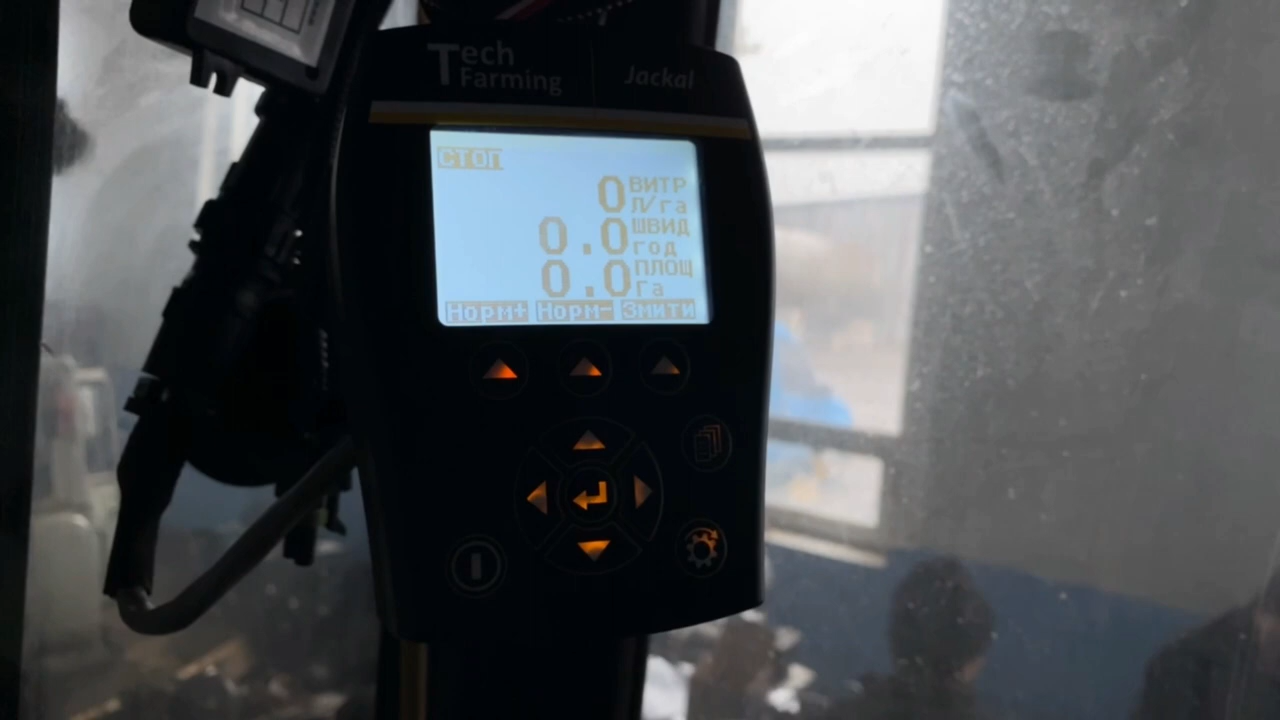 Tech
Farming
Jackal
СТОП
0 ВИТР
л/га
0.0 ШВИД
год
0.0 ПЛОЩ
Га
Норм+ Норм- Змити